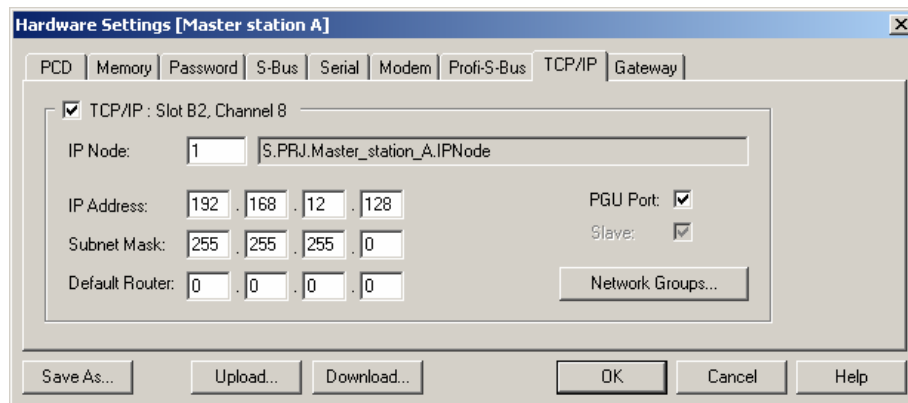 Hardware Settings [Master station A]
PCD Memory Password S-Bus Serial Modem Profi-S-Bus TCP/IP Gateway
TCP/IP : Slot B2, Channel 8
IP Node: 1 S.PRJ.Master_station_A.IPNode
IP Address: 192 . 168 . 12 . 128 PGU Port:
Subnet Mask: 255 . 255 . 255 . 0 Slave:
Default Router: 0 . 0 . 0 . 0 Network Groups...
Save As... Upload... Download... OK Cancel Help